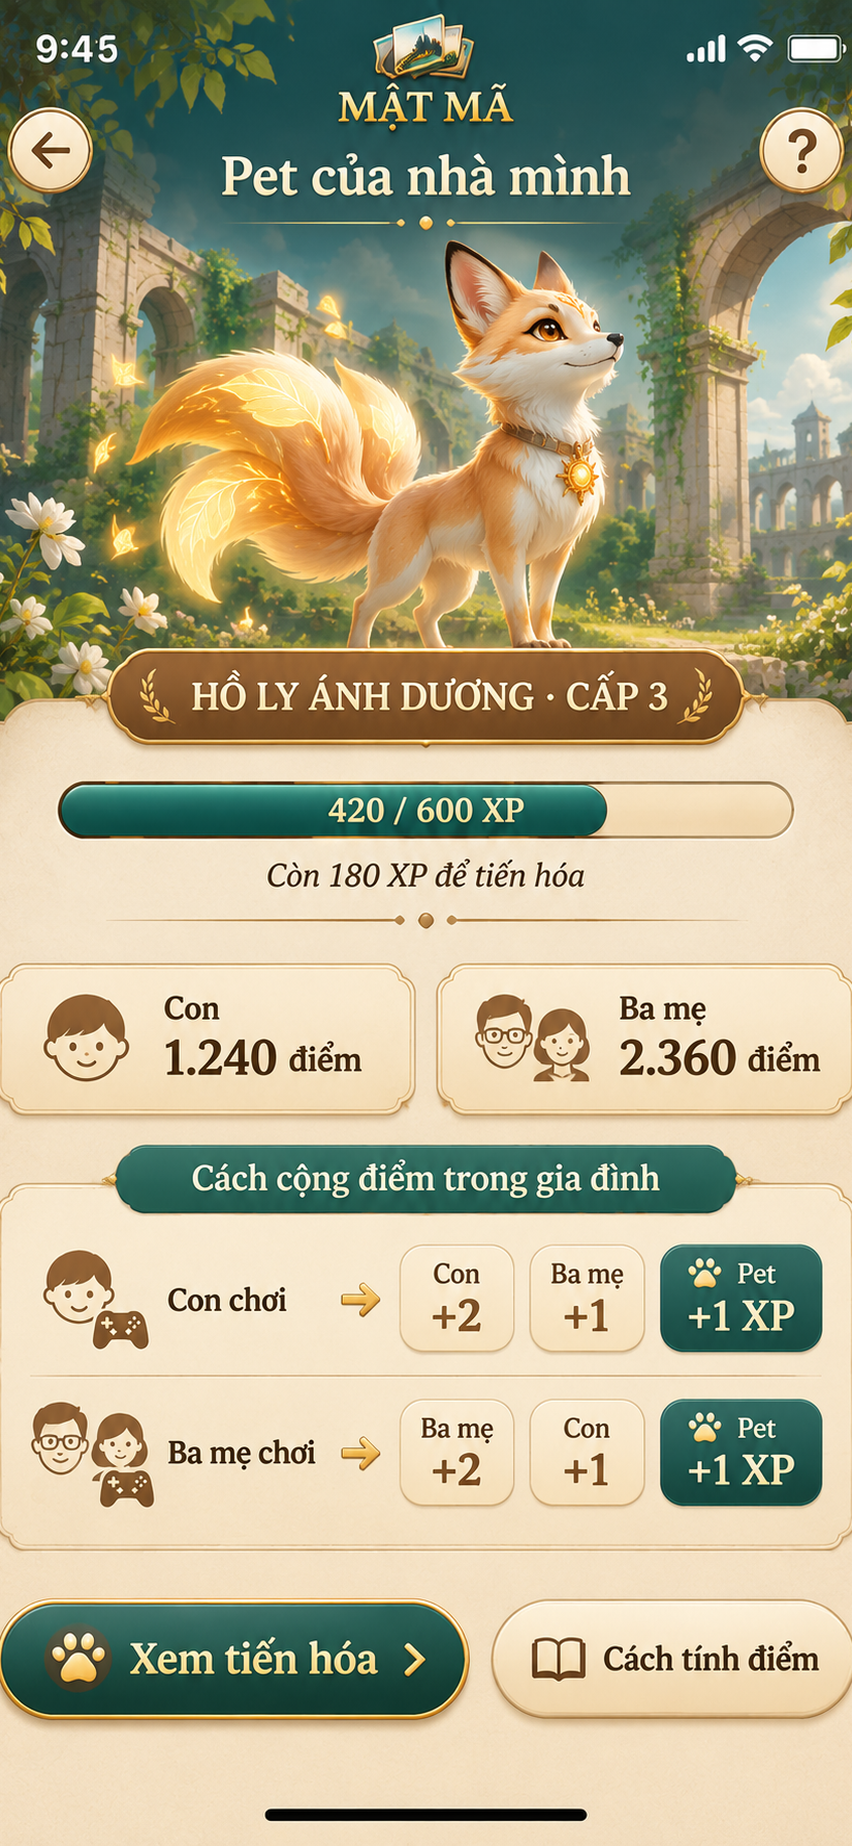 9:45
MẬT MÃ
?
Pet của nhà mình
HỒ LY ÁNH DƯƠNG · CẤP 3
420 / 600 XP
Còn 180 XP để tiến hóa
Con
1.240 điểm
Ba mẹ
2.360 điểm
Cách cộng điểm trong gia đình
Con chơi
Con
+2
Ba mẹ
+1
Pet
+1 XP
Ba mẹ chơi
Ba mẹ
+2
Con
+1
Pet
+1 XP
Xem tiến hóa
Cách tính điểm